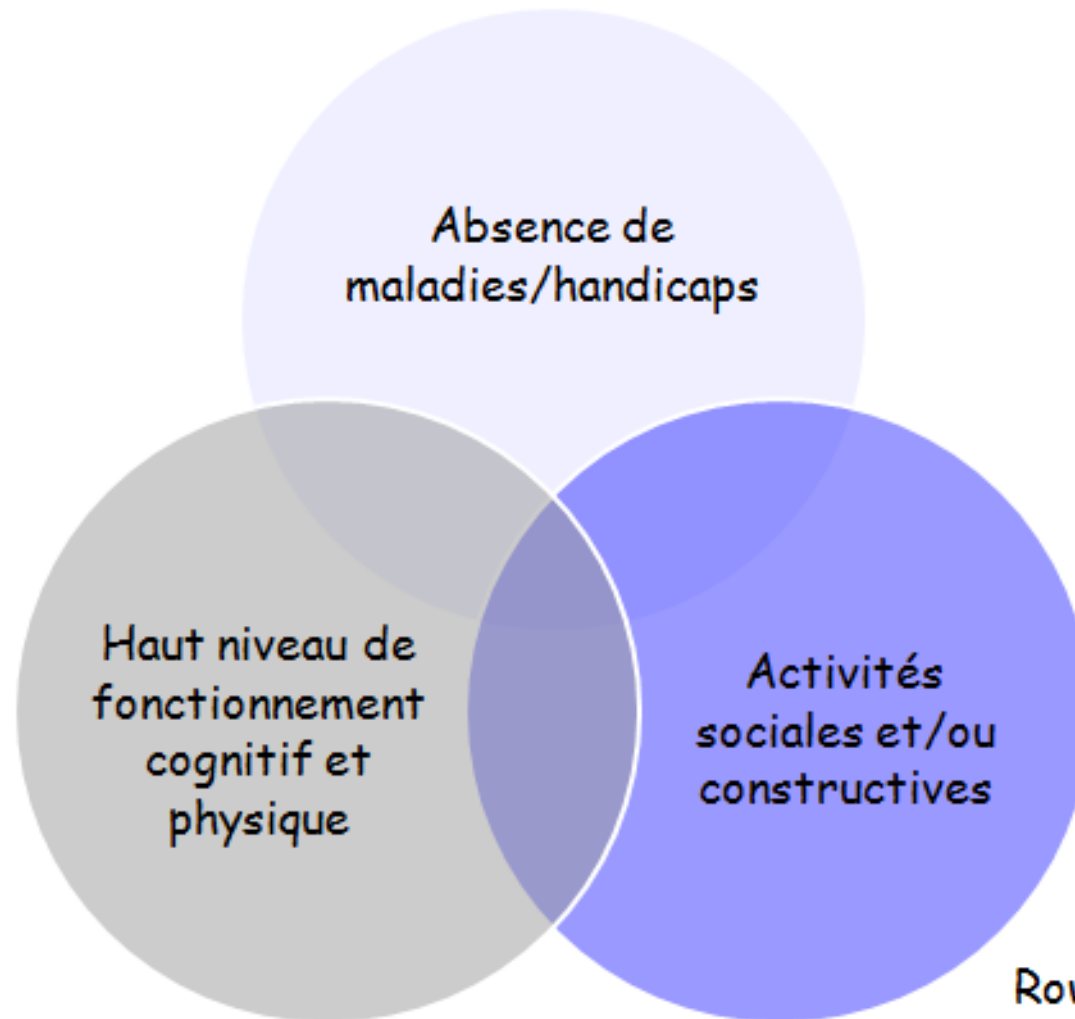 Absence de
maladies/handicaps
Haut niveau de
fonctionnement
cognitif et
physique
Activités
sociales et/ou
constructives